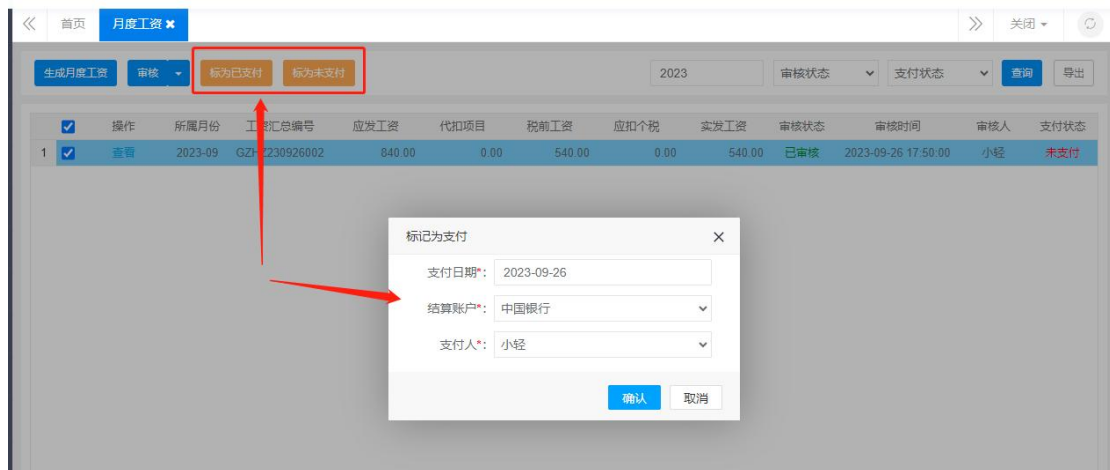 首页 月度工资 关闭
生成月度工资 审核 标为已支付 标为未支付 2023 审核状态 支付状态 查询 导出
操作 所属月份 工资汇总编号 应发工资 代扣项目 税前工资 应扣个税 实发工资 审核状态 审核时间 审核人 支付状态
1 查看 2023-09 GZHZ230926002 840.00 0.00 540.00 0.00 540.00 已审核 2023-09-26 17:50:00 小轻 未支付
标记为支付
支付日期*: 2023-09-26
结算账户*: 中国银行
支付人*: 小轻
确认 取消